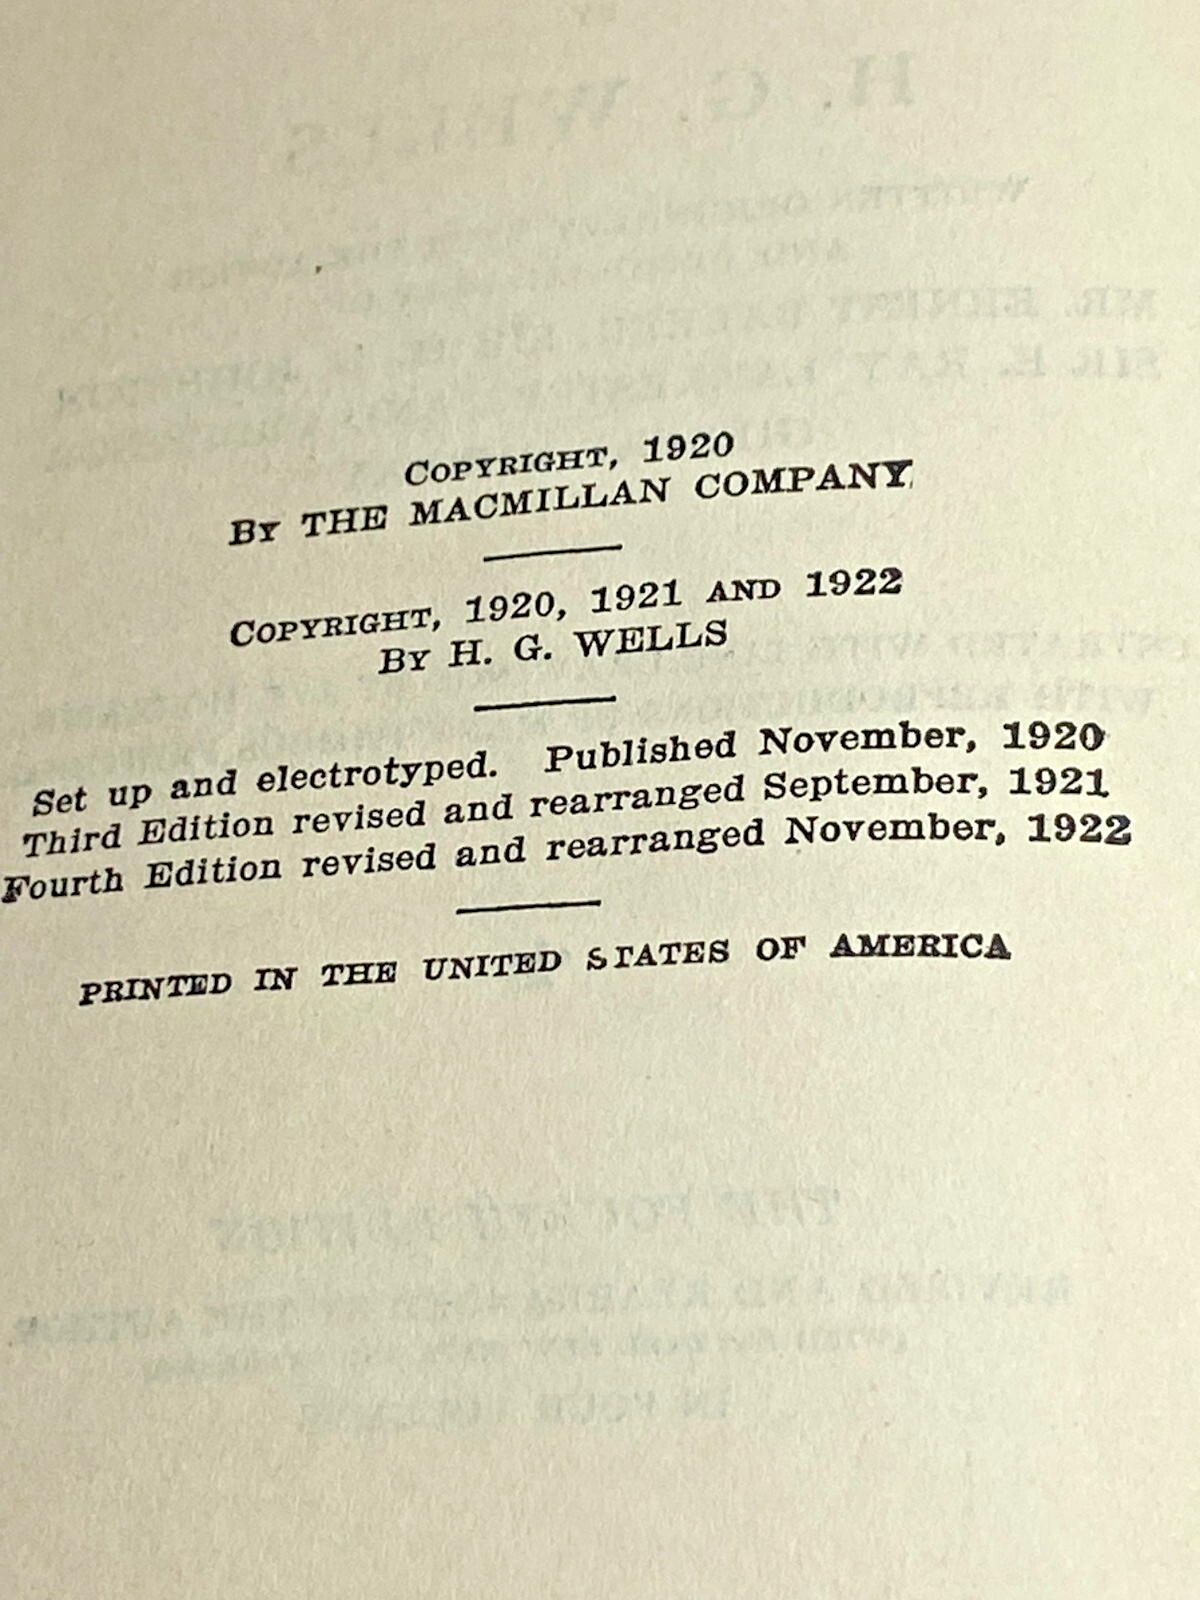 COPYRIGHT, 1920
BY THE MACMILLAN COMPANY
COPYRIGHT, 1920, 1921 AND 1922
BY H. G. WELLS
Set up and electrotyped. Published November, 1920
Third Edition revised and rearranged September, 1921
Fourth Edition revised and rearranged November, 1922
PRINTED IN THE UNITED STATES OF AMERICA